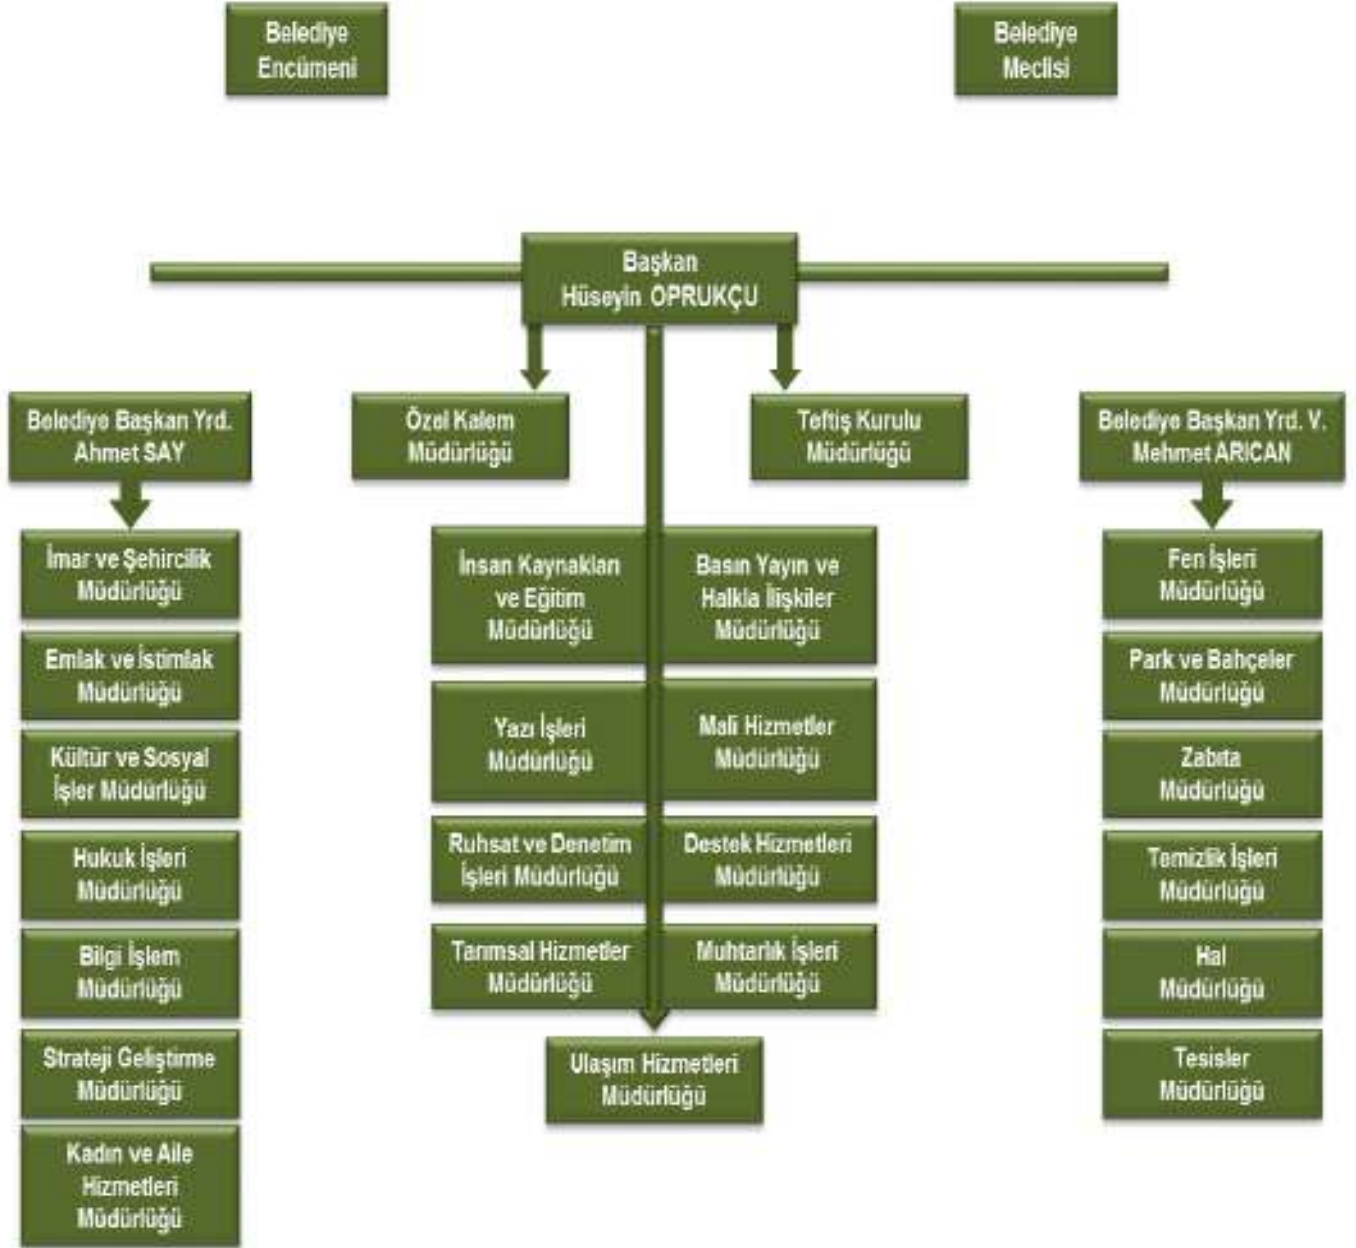 Belediye
Encümeni
Belediye
Meclisi
Başkan
Hüseyin OPRUKÇU
Belediye Başkan Yrd.
Ahmet SAY
Özel Kalem
Müdürlüğü
Teftiş Kurulu
Müdürlüğü
Belediye Başkan Yrd. V.
Mehmet ARICAN
İmar ve Şehircilik
Müdürlüğü
Emlak ve İstimlak
Müdürlüğü
Kültür ve Sosyal
İşler Müdürlüğü
Hukuk İşleri
Müdürlüğü
Bilgi İşlem
Müdürlüğü
Strateji Geliştirme
Müdürlüğü
Kadın ve Aile
Hizmetleri
Müdürlüğü
İnsan Kaynakları
ve Eğitim
Müdürlüğü
Basın Yayın ve
Halkla İlişkiler
Müdürlüğü
Yazı İşleri
Müdürlüğü
Mali Hizmetler
Müdürlüğü
Ruhsat ve Denetim
İşleri Müdürlüğü
Destek Hizmetleri
Müdürlüğü
Tarımsal Hizmetler
Müdürlüğü
Muhtarlık İşleri
Müdürlüğü
Ulaşım Hizmetleri
Müdürlüğü
Fen İşleri
Müdürlüğü
Park ve Bahçeler
Müdürlüğü
Zabıta
Müdürlüğü
Temizlik İşleri
Müdürlüğü
Hal
Müdürlüğü
Tesisler
Müdürlüğü